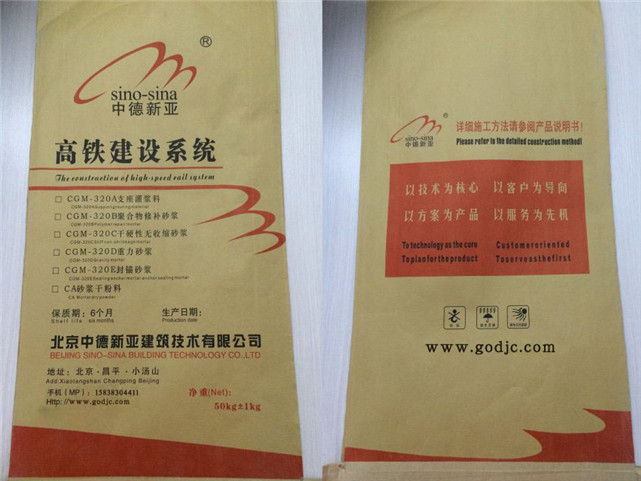 ®
sino-sina
中德新亚
高铁建设系统
The construction of high-speed rail system
□ CGM-320A支座灌浆料
□ CGM-320B聚合物修补砂浆
□ CGM-320C干硬性无收缩砂浆
□ CGM-320D重力砂浆
□ CGM-320E封锚砂浆
□ CA砂浆干粉料
保质期：6个月 生产日期：
Shelf life six months Production date:
北京中德新亚建筑技术有限公司
BEIJING SINO-SINA BUILDING TECHNOLOGY CO.,LTD
地址：北京·昌平·小汤山
Add:Xiaotangshan Changping Beijing
手机（MP）：15838304411 净重(Net):
Http://www.godjc.com 50kg±1kg
®
sino-sina
中德新亚
详细施工方法请参阅产品说明书！
Please refer to the detailed construction method!
以技术为核心 以客户为导向
以方案为产品 以服务为先机
To technology as the core Customeroriented
Toplanfortheproduct Toserveasthefirst
www.godjc.com